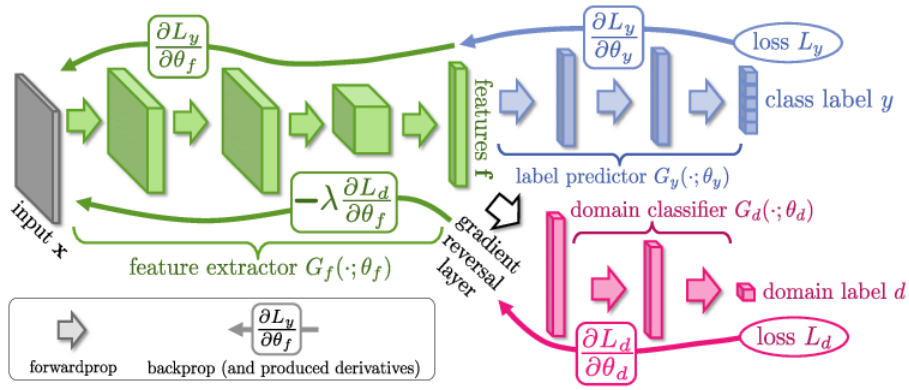 ∂L_y/∂θ_f
∂L_y/∂θ_y
loss L_y
features f
class label y
label predictor G_y(·; θ_y)
−λ ∂L_d/∂θ_f
input x
feature extractor G_f(·; θ_f)
gradient
reversal
layer
domain classifier G_d(·; θ_d)
domain label d
∂L_d/∂θ_d
loss L_d
∂L_y/∂θ_f
forwardprop
backprop (and produced derivatives)